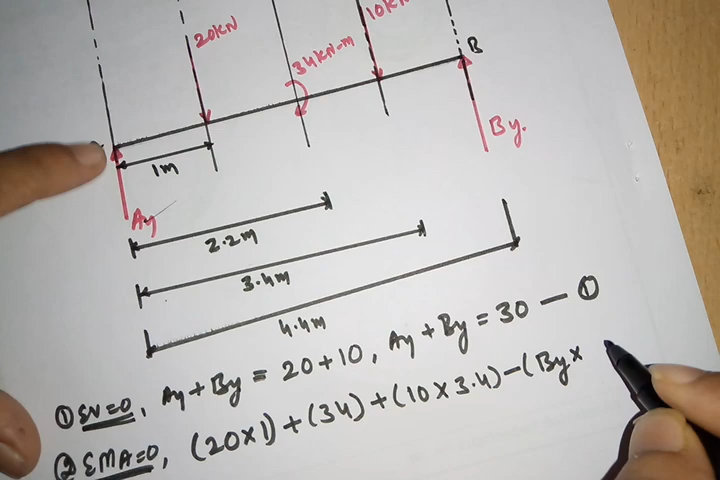 20KN
34KN-m
10KN
B
By.
1m
Ay
2.2m
3.4m
4.4m
① ΣV=0, Ay + By = 20+10, Ay + By = 30 — ①
② ΣMA=0, (20×1)+(34)+(10×3.4)-(By×